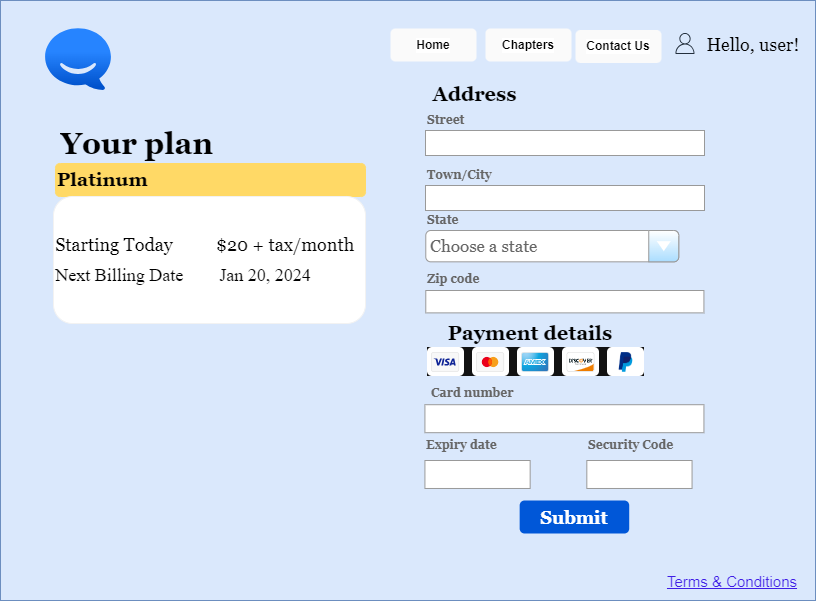 Home
Chapters
Contact Us
Hello, user!
Your plan
Platinum
Starting Today $20 + tax/month
Next Billing Date Jan 20, 2024
Address
Street
Town/City
State
Choose a state
Zip code
Payment details
VISA AMEX DISCOVER
Card number
Expiry date Security Code
Submit
Terms & Conditions